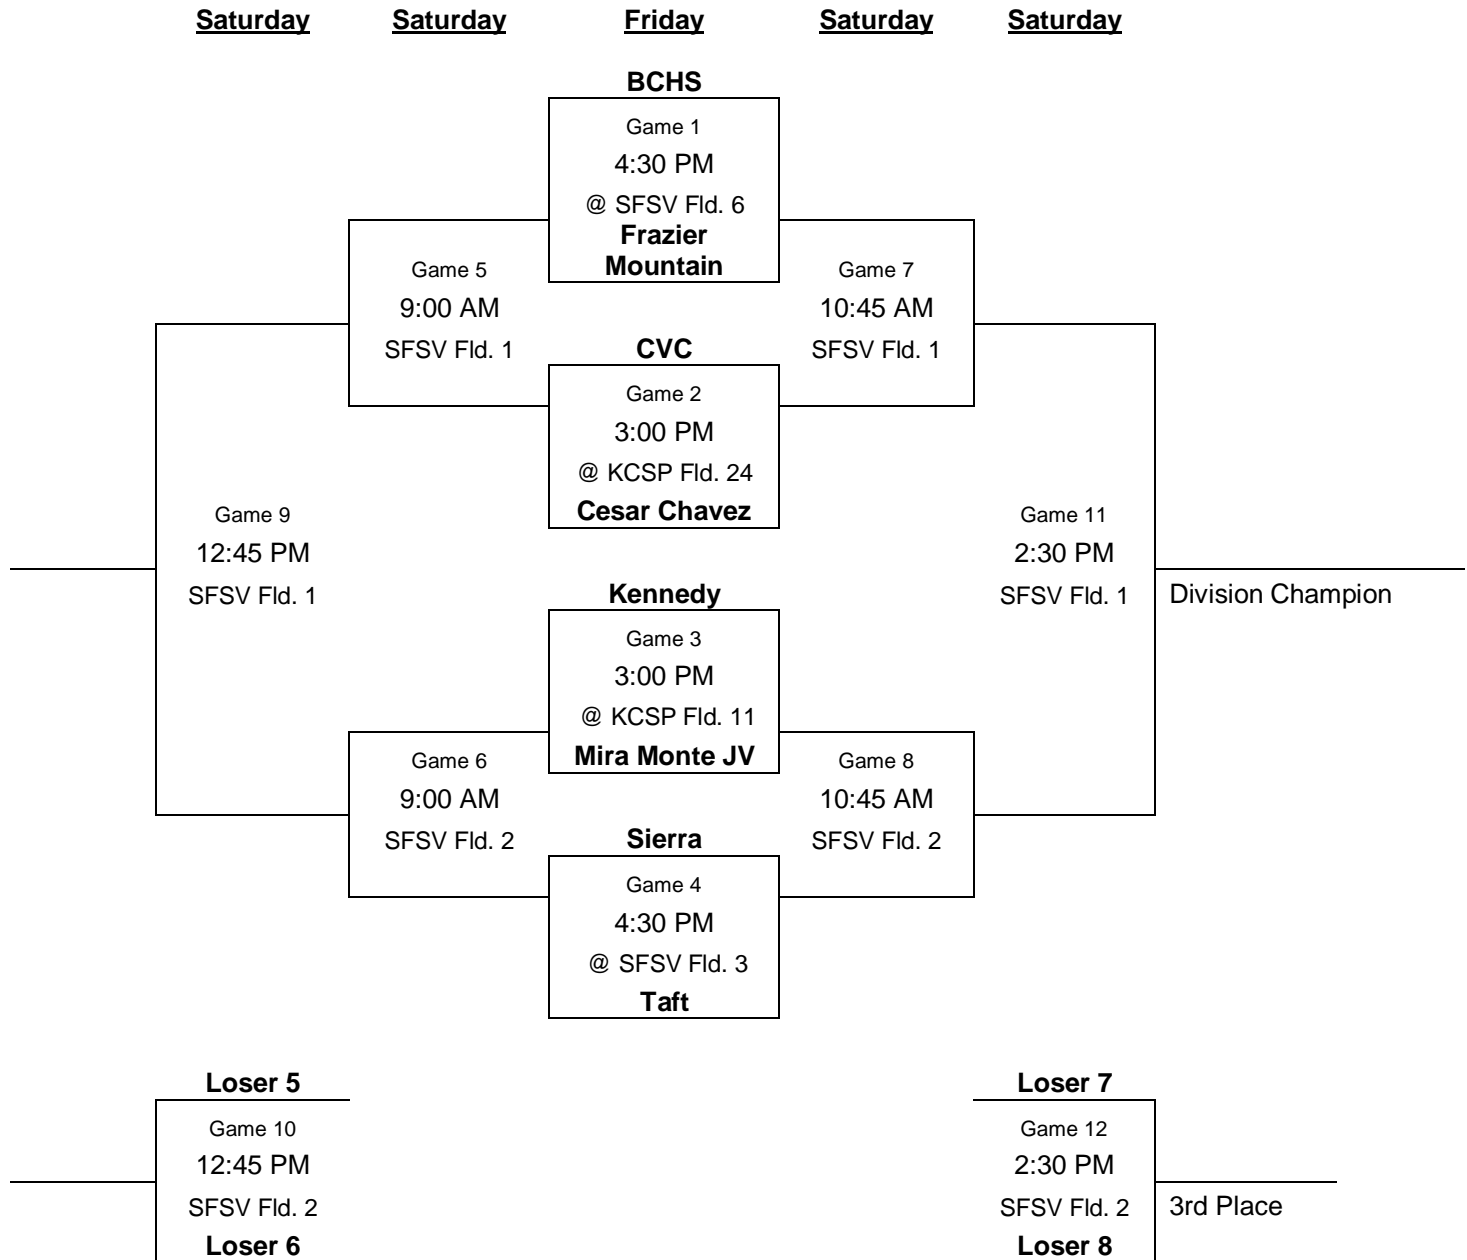 Saturday Saturday Friday Saturday Saturday
BCHS
Game 1
4:30 PM
@ SFSV Fld. 6
Frazier
Mountain
Game 5
9:00 AM
SFSV Fld. 1
Game 7
10:45 AM
SFSV Fld. 1
CVC
Game 2
3:00 PM
@ KCSP Fld. 24
Cesar Chavez
Game 9
12:45 PM
SFSV Fld. 1
Game 11
2:30 PM
SFSV Fld. 1
Division Champion
Kennedy
Game 3
3:00 PM
@ KCSP Fld. 11
Mira Monte JV
Game 6
9:00 AM
SFSV Fld. 2
Game 8
10:45 AM
SFSV Fld. 2
Sierra
Game 4
4:30 PM
@ SFSV Fld. 3
Taft
Loser 5
Game 10
12:45 PM
SFSV Fld. 2
Loser 6
Loser 7
Game 12
2:30 PM
SFSV Fld. 2
Loser 8
3rd Place